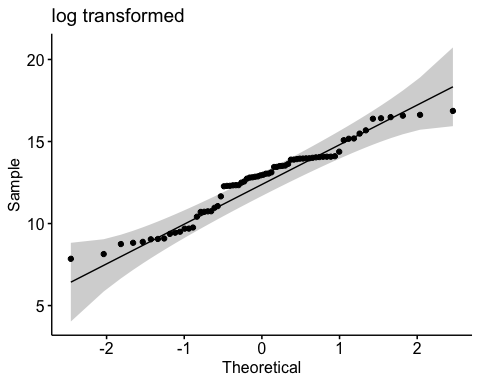 log transformed
20
15
10
5
Sample
-2 -1 0 1 2
Theoretical